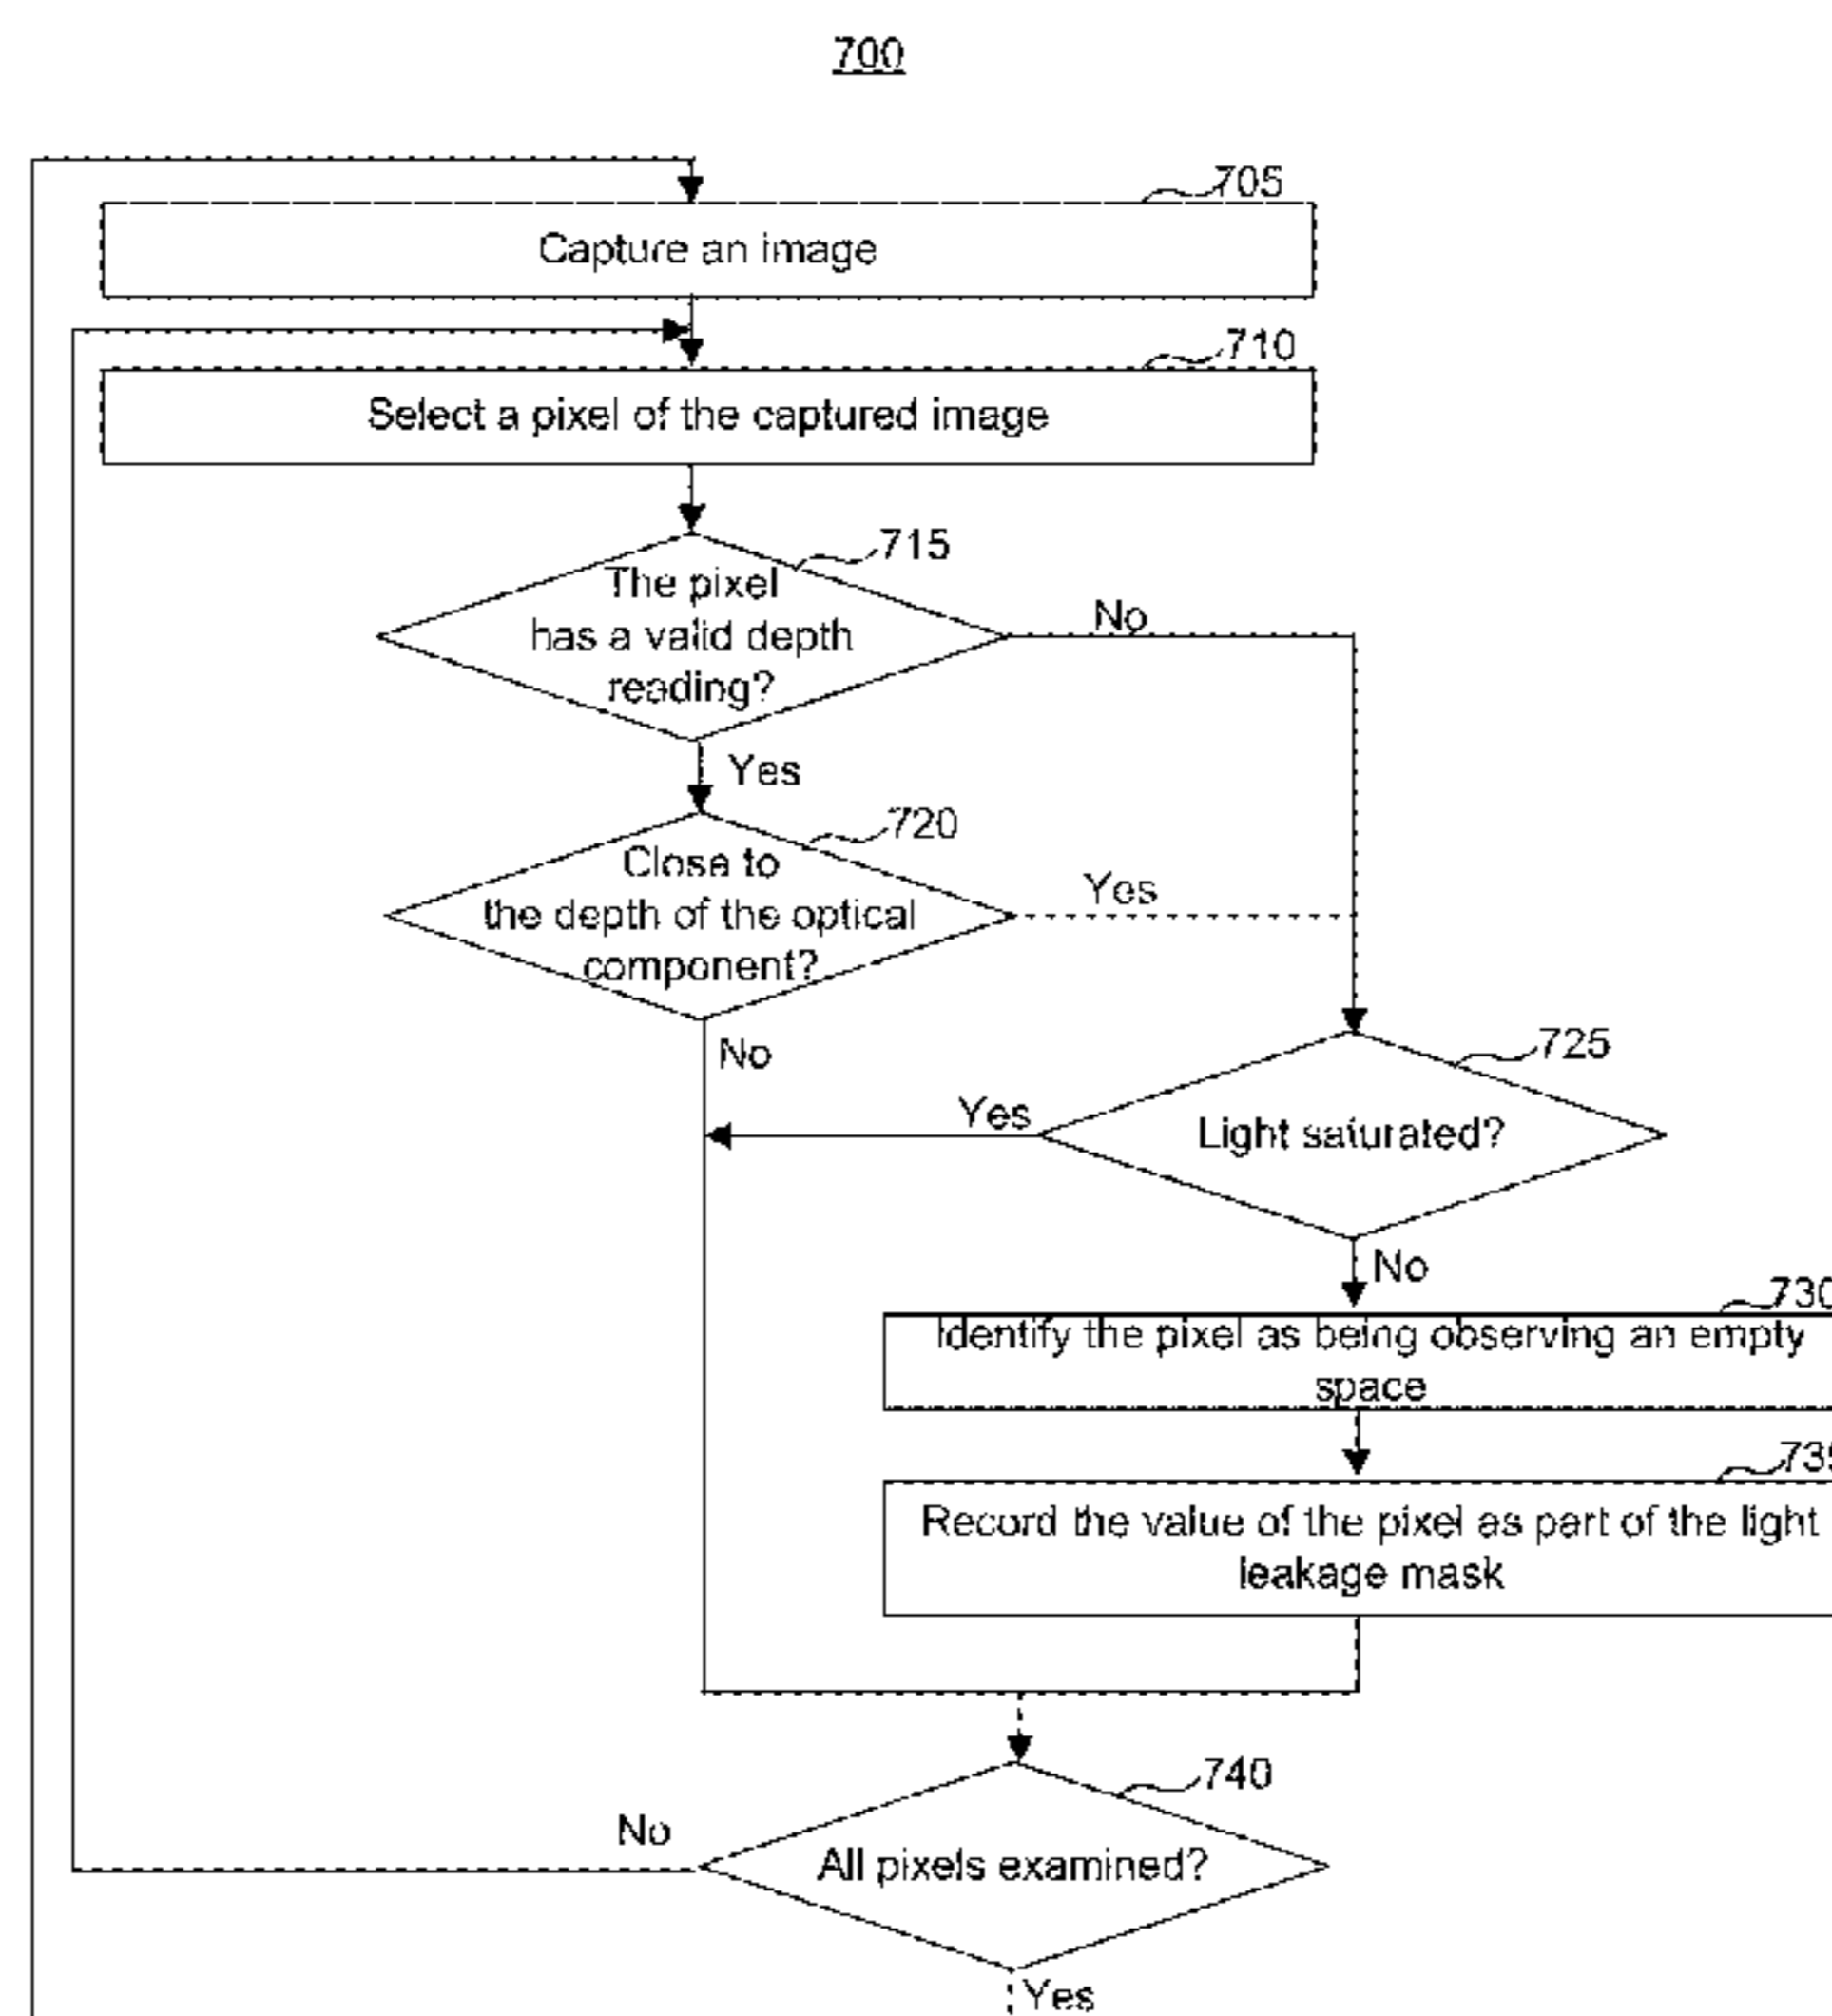 700
705
Capture an image
710
Select a pixel of the captured image
715
The pixel
has a valid depth
reading?
No
Yes
720
Close to
the depth of the optical
component?
Yes
No
725
Light saturated?
Yes
No
730
Identify the pixel as being observing an empty
space
735
Record the value of the pixel as part of the light
leakage mask
740
All pixels examined?
No
Yes